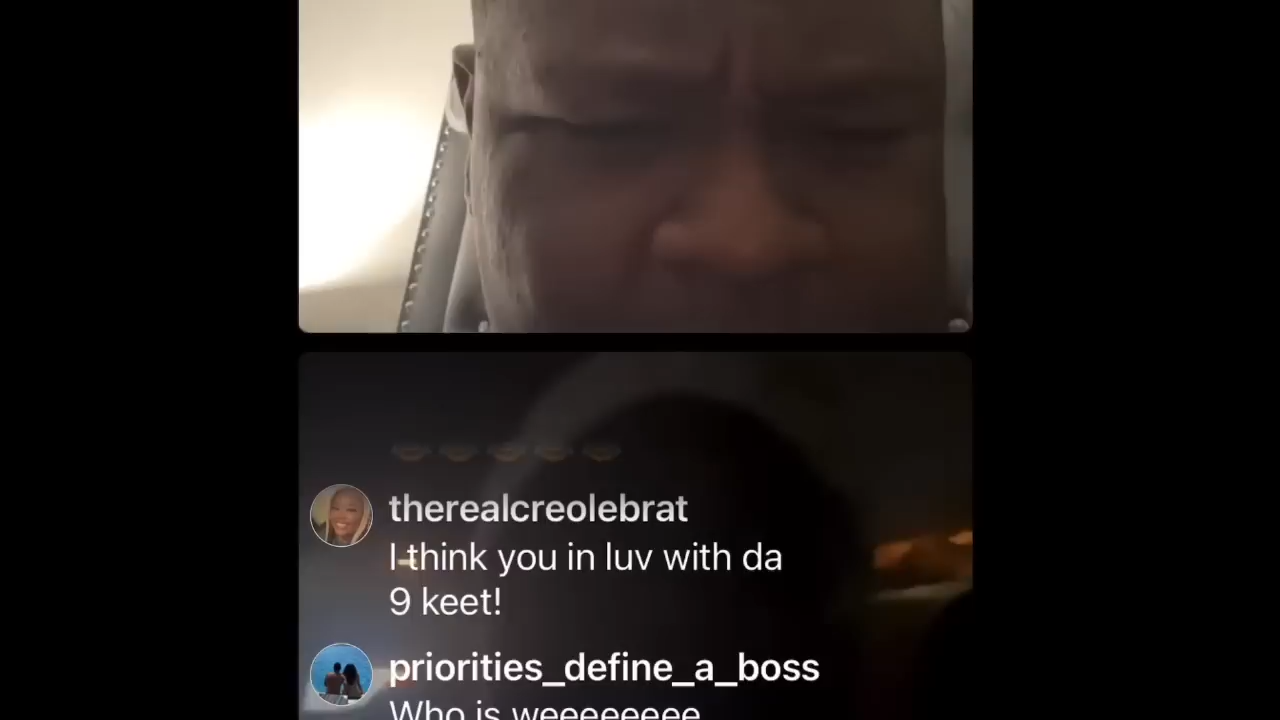 therealcreolebrat
I think you in luv with da
9 keet!
priorities_define_a_boss
Who is weeeeeeee